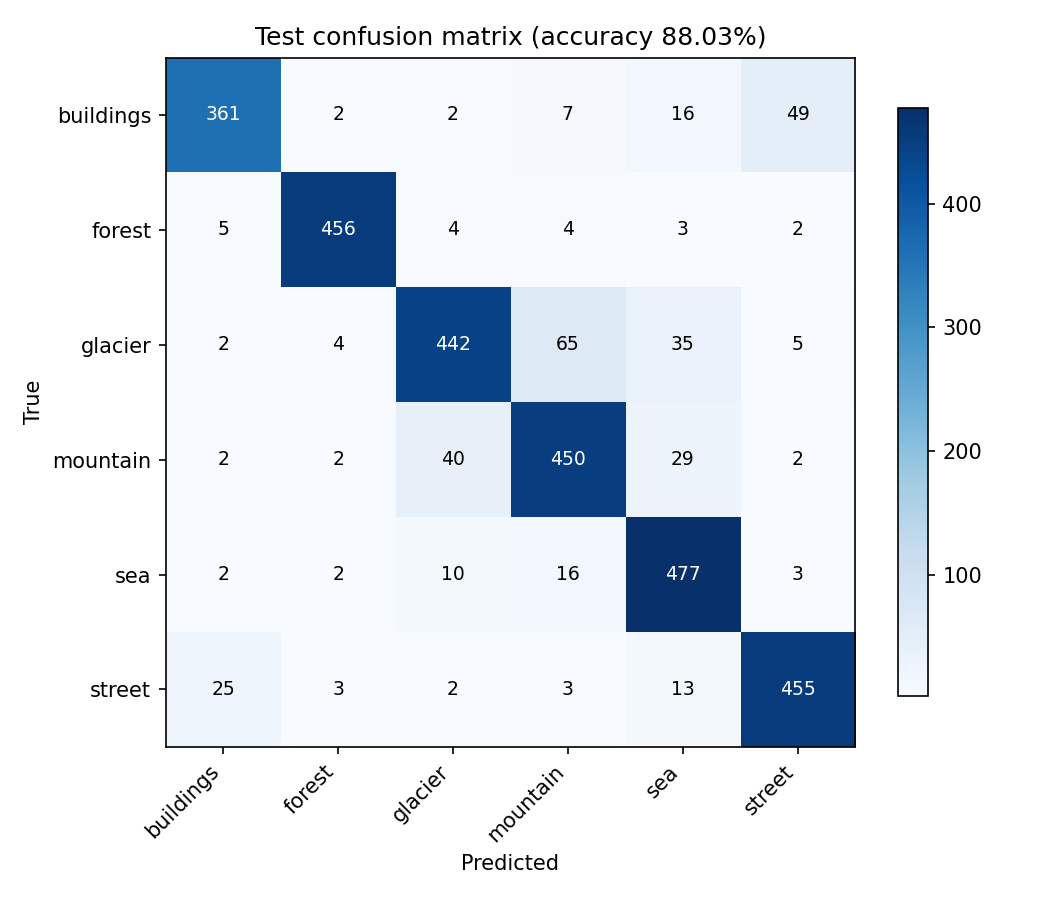 Test confusion matrix (accuracy 88.03%)
buildings 361 2 2 7 16 49
forest 5 456 4 4 3 2
glacier 2 4 442 65 35 5
mountain 2 2 40 450 29 2
sea 2 2 10 16 477 3
street 25 3 2 3 13 455
buildings forest glacier mountain sea street
Predicted
True
400
300
200
100